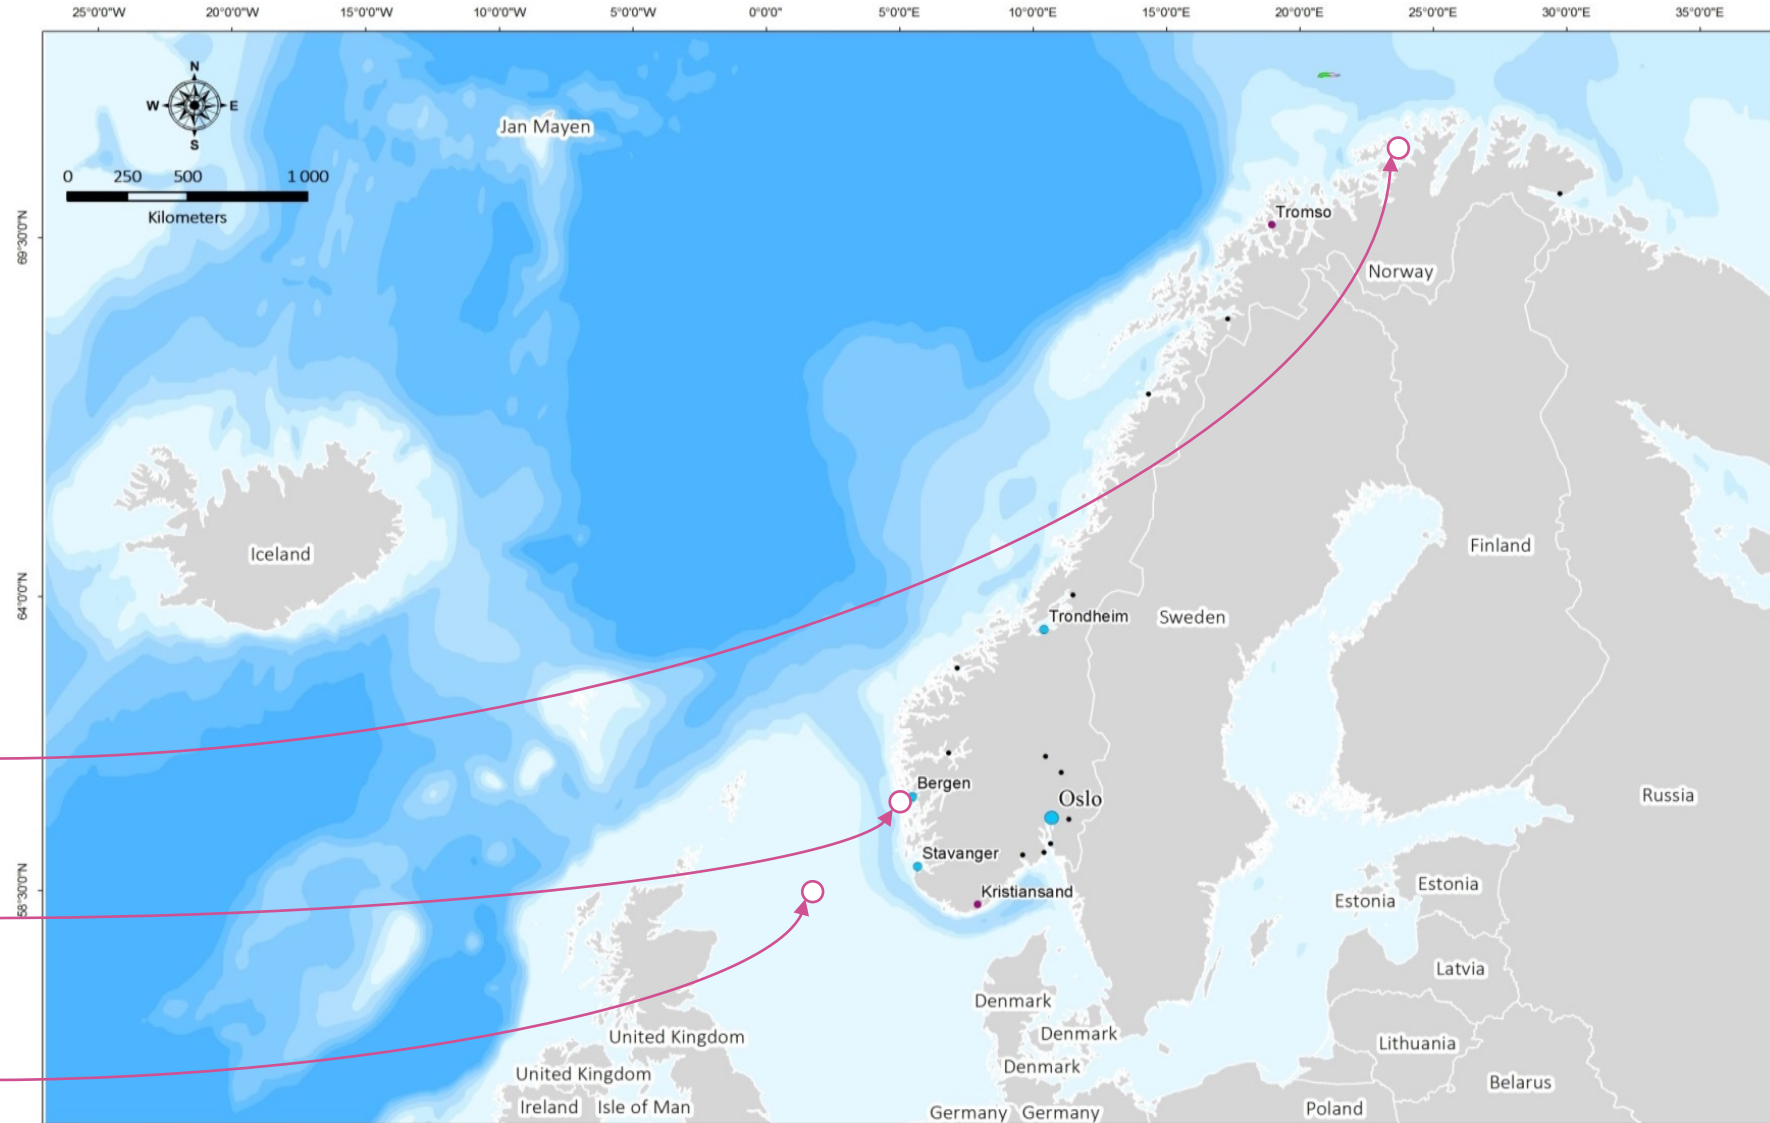 25°0'0"W 20°0'0"W 15°0'0"W 10°0'0"W 5°0'0"W 0°0'0" 5°0'0"E 10°0'0"E 15°0'0"E 20°0'0"E 25°0'0"E 30°0'0"E 35°0'0"E
N
W E
S
Jan Mayen
0 250 500 1 000
Kilometers
Tromso
69°30'0"N
Norway
Iceland
Finland
64°0'0"N
Trondheim
Sweden
Bergen
Oslo
Russia
Stavanger
58°30'0"N
Kristiansand
Estonia
Estonia
Latvia
Denmark
Denmark
United Kingdom
Lithuania
Denmark
United Kingdom
Belarus
Ireland Isle of Man
Germany Germany
Poland